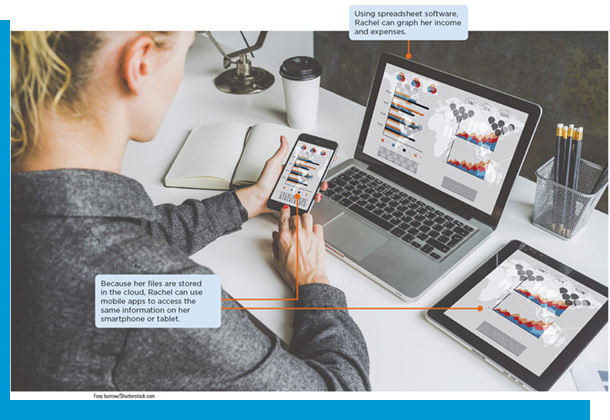 Using spreadsheet software,
Rachel can graph her income
and expenses.
Because her files are stored
in the cloud, Rachel can use
mobile apps to access the
same information on her
smartphone or tablet.
Foxy burrow/Shutterstock.com